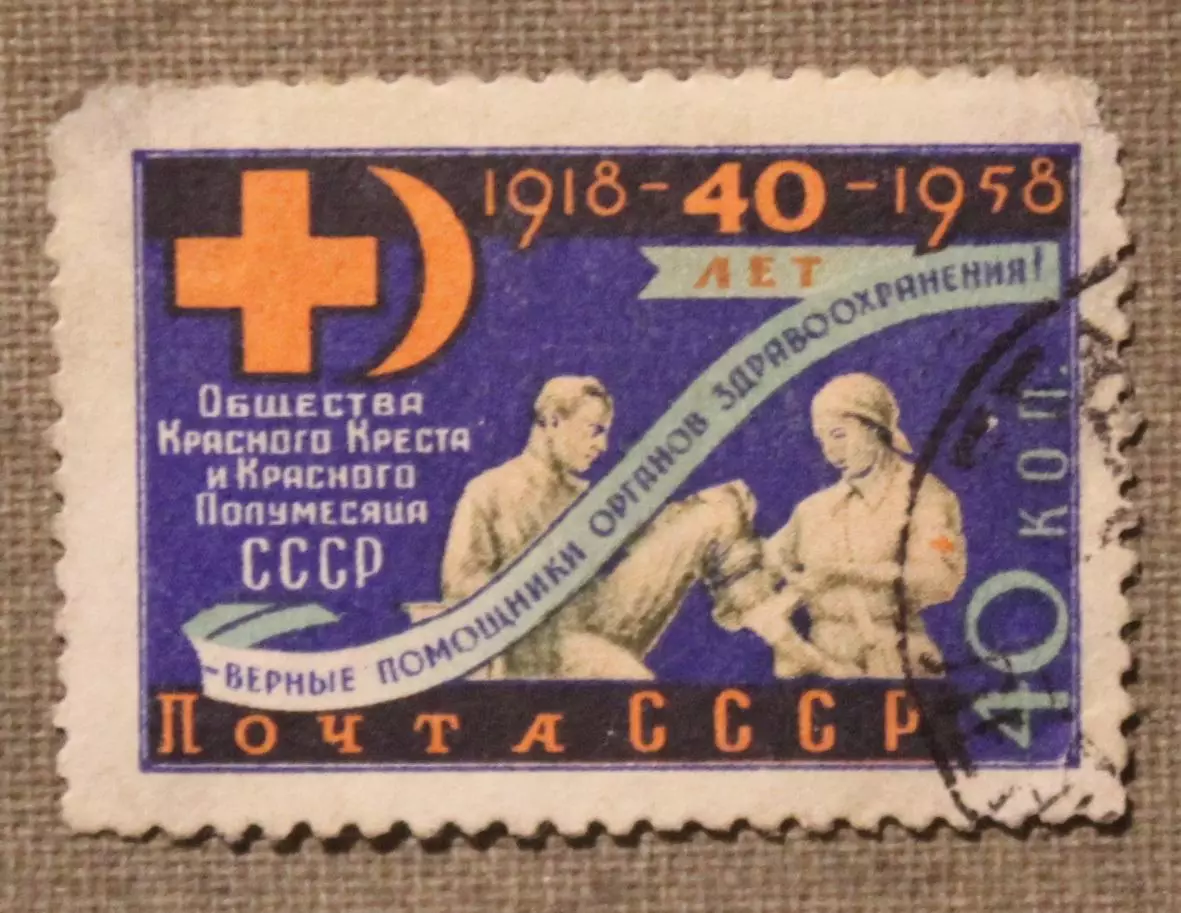 1918 - 40 - 1958
ЛЕТ
Общества
Красного Креста
и Красного
Полумесяца
СССР
- ВЕРНЫЕ ПОМОЩНИКИ ОРГАНОВ ЗДРАВООХРАНЕНИЯ!
40 КОП.
ПОЧТА СССР